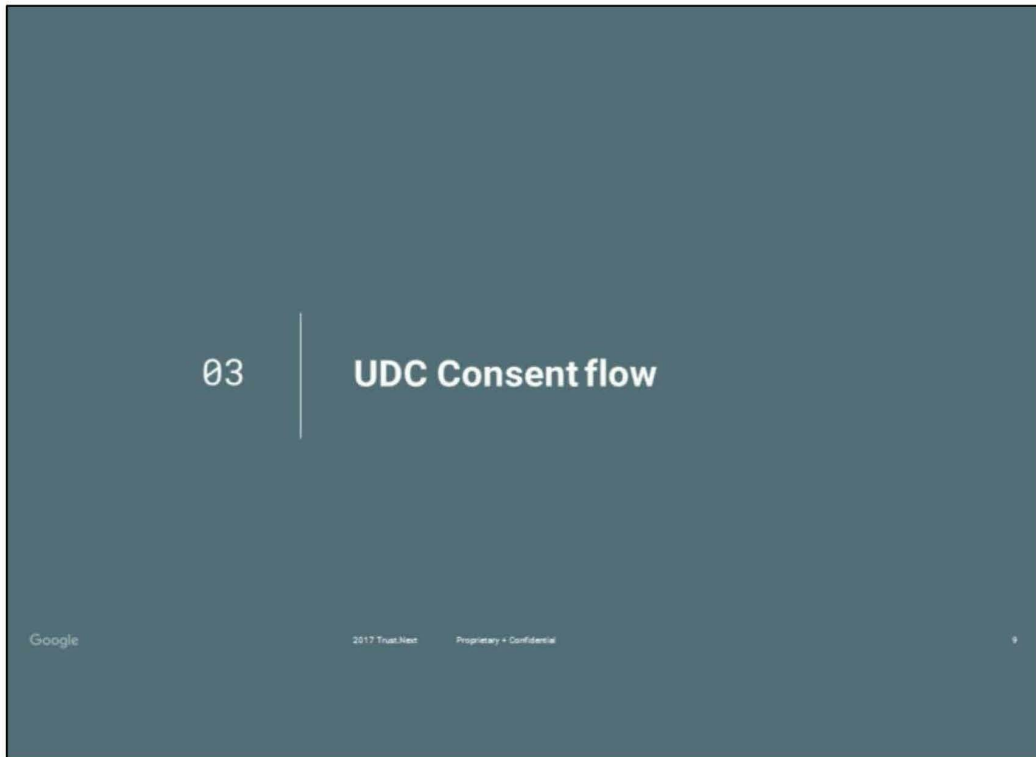 03
UDC Consent flow
Google
2017 Trust.Next
Proprietary + Confidential
9